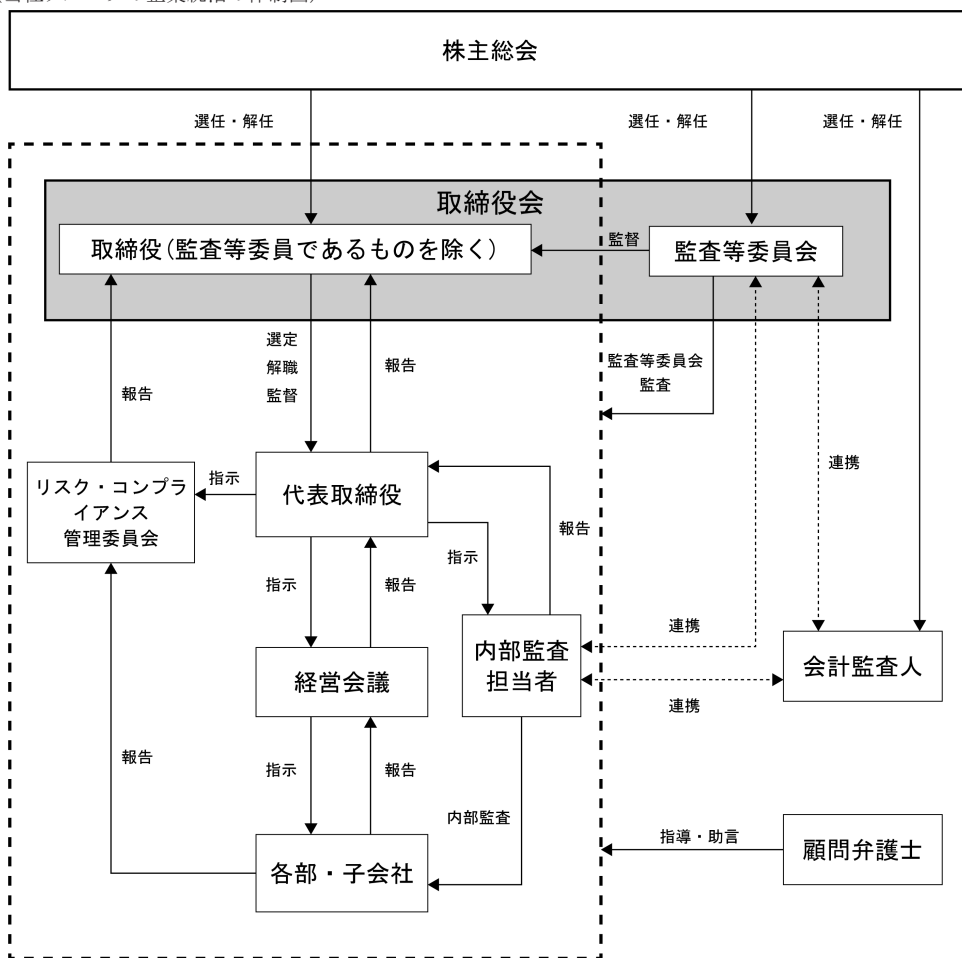 株主総会
選任・解任
選任・解任
選任・解任
取締役会
取締役(監査等委員であるものを除く)
監督
監査等委員会
選定
解職
監督
報告
報告
監査等委員会
監査
連携
リスク・コンプラ
イアンス
管理委員会
指示
代表取締役
報告
指示
指示
報告
連携
内部監査
担当者
会計監査人
経営会議
連携
報告
指示
報告
内部監査
指導・助言
顧問弁護士
各部・子会社